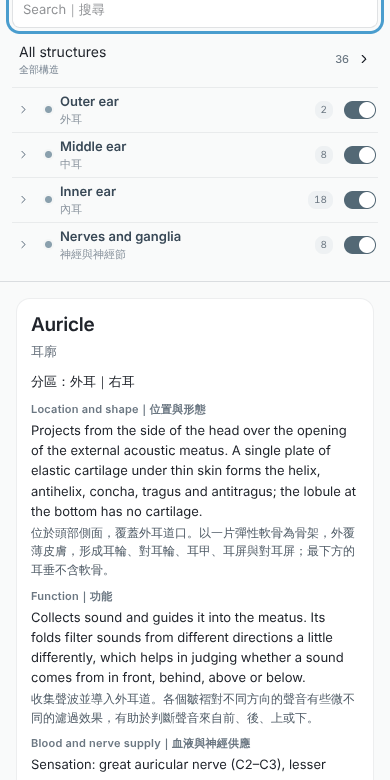 Search｜搜尋
All structures
全部構造
36
Outer ear
外耳
2
Middle ear
中耳
8
Inner ear
內耳
18
Nerves and ganglia
神經與神經節
8
Auricle
耳廓
分區：外耳｜右耳
Location and shape｜位置與形態
Projects from the side of the head over the opening
of the external acoustic meatus. A single plate of
elastic cartilage under thin skin forms the helix,
antihelix, concha, tragus and antitragus; the lobule at
the bottom has no cartilage.
位於頭部側面，覆蓋外耳道口。以一片彈性軟骨為骨架，外覆
薄皮膚，形成耳輪、對耳輪、耳甲、耳屏與對耳屏；最下方的
耳垂不含軟骨。
Function｜功能
Collects sound and guides it into the meatus. Its
folds filter sounds from different directions a little
differently, which helps in judging whether a sound
comes from in front, behind, above or below.
收集聲波並導入外耳道。各個皺褶對不同方向的聲音有些微不
同的濾過效果，有助於判斷聲音來自前、後、上或下。
Blood and nerve supply｜血液與神經供應
Sensation: great auricular nerve (C2–C3), lesser